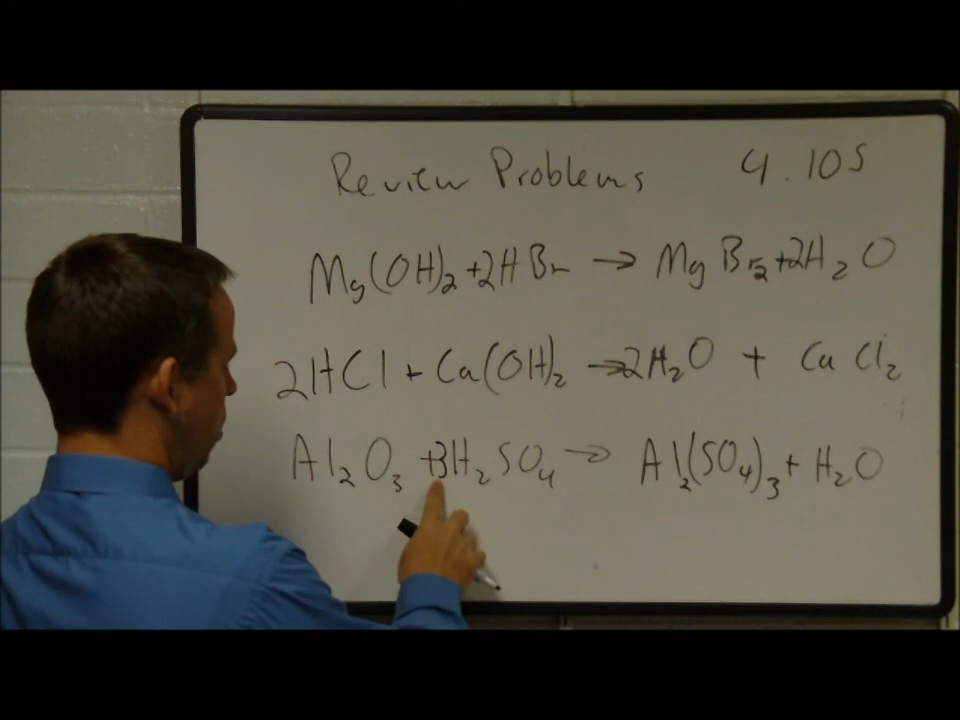 Review Problems 4.105
Mg(OH)₂ + 2HBr → MgBr₂ + 2H₂O
2HCl + Ca(OH)₂ → 2H₂O + CaCl₂
Al₂O₃ + 3H₂SO₄ → Al₂(SO₄)₃ + H₂O